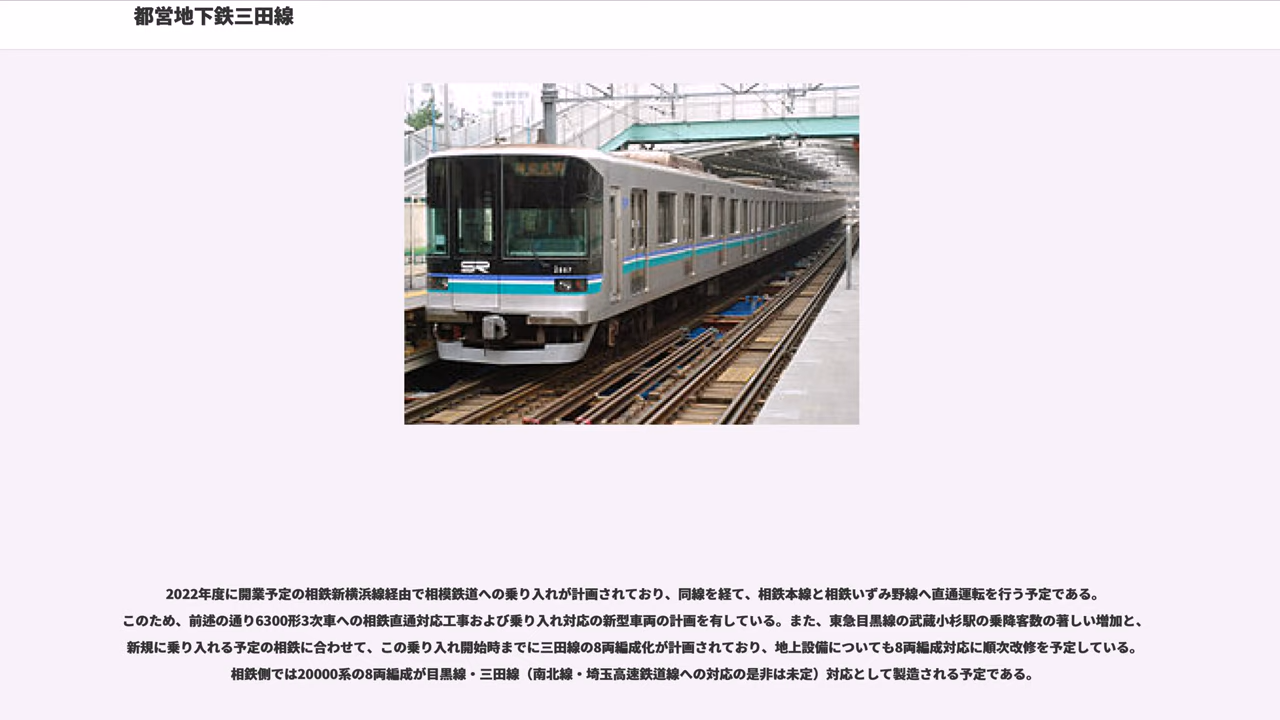 都営地下鉄三田線
SR
2022年度に開業予定の相鉄新横浜線経由で相模鉄道への乗り入れが計画されており、同線を経て、相鉄本線と相鉄いずみ野線へ直通運転を行う予定である。
このため、前述の通り6300形3次車への相鉄直通対応工事および乗り入れ対応の新型車両の計画を有している。また、東急目黒線の武蔵小杉駅の乗降客数の著しい増加と、
新規に乗り入れる予定の相鉄に合わせて、この乗り入れ開始時までに三田線の8両編成化が計画されており、地上設備についても8両編成対応に順次改修を予定している。
相鉄側では20000系の8両編成が目黒線・三田線（南北線・埼玉高速鉄道線への対応の是非は未定）対応として製造される予定である。